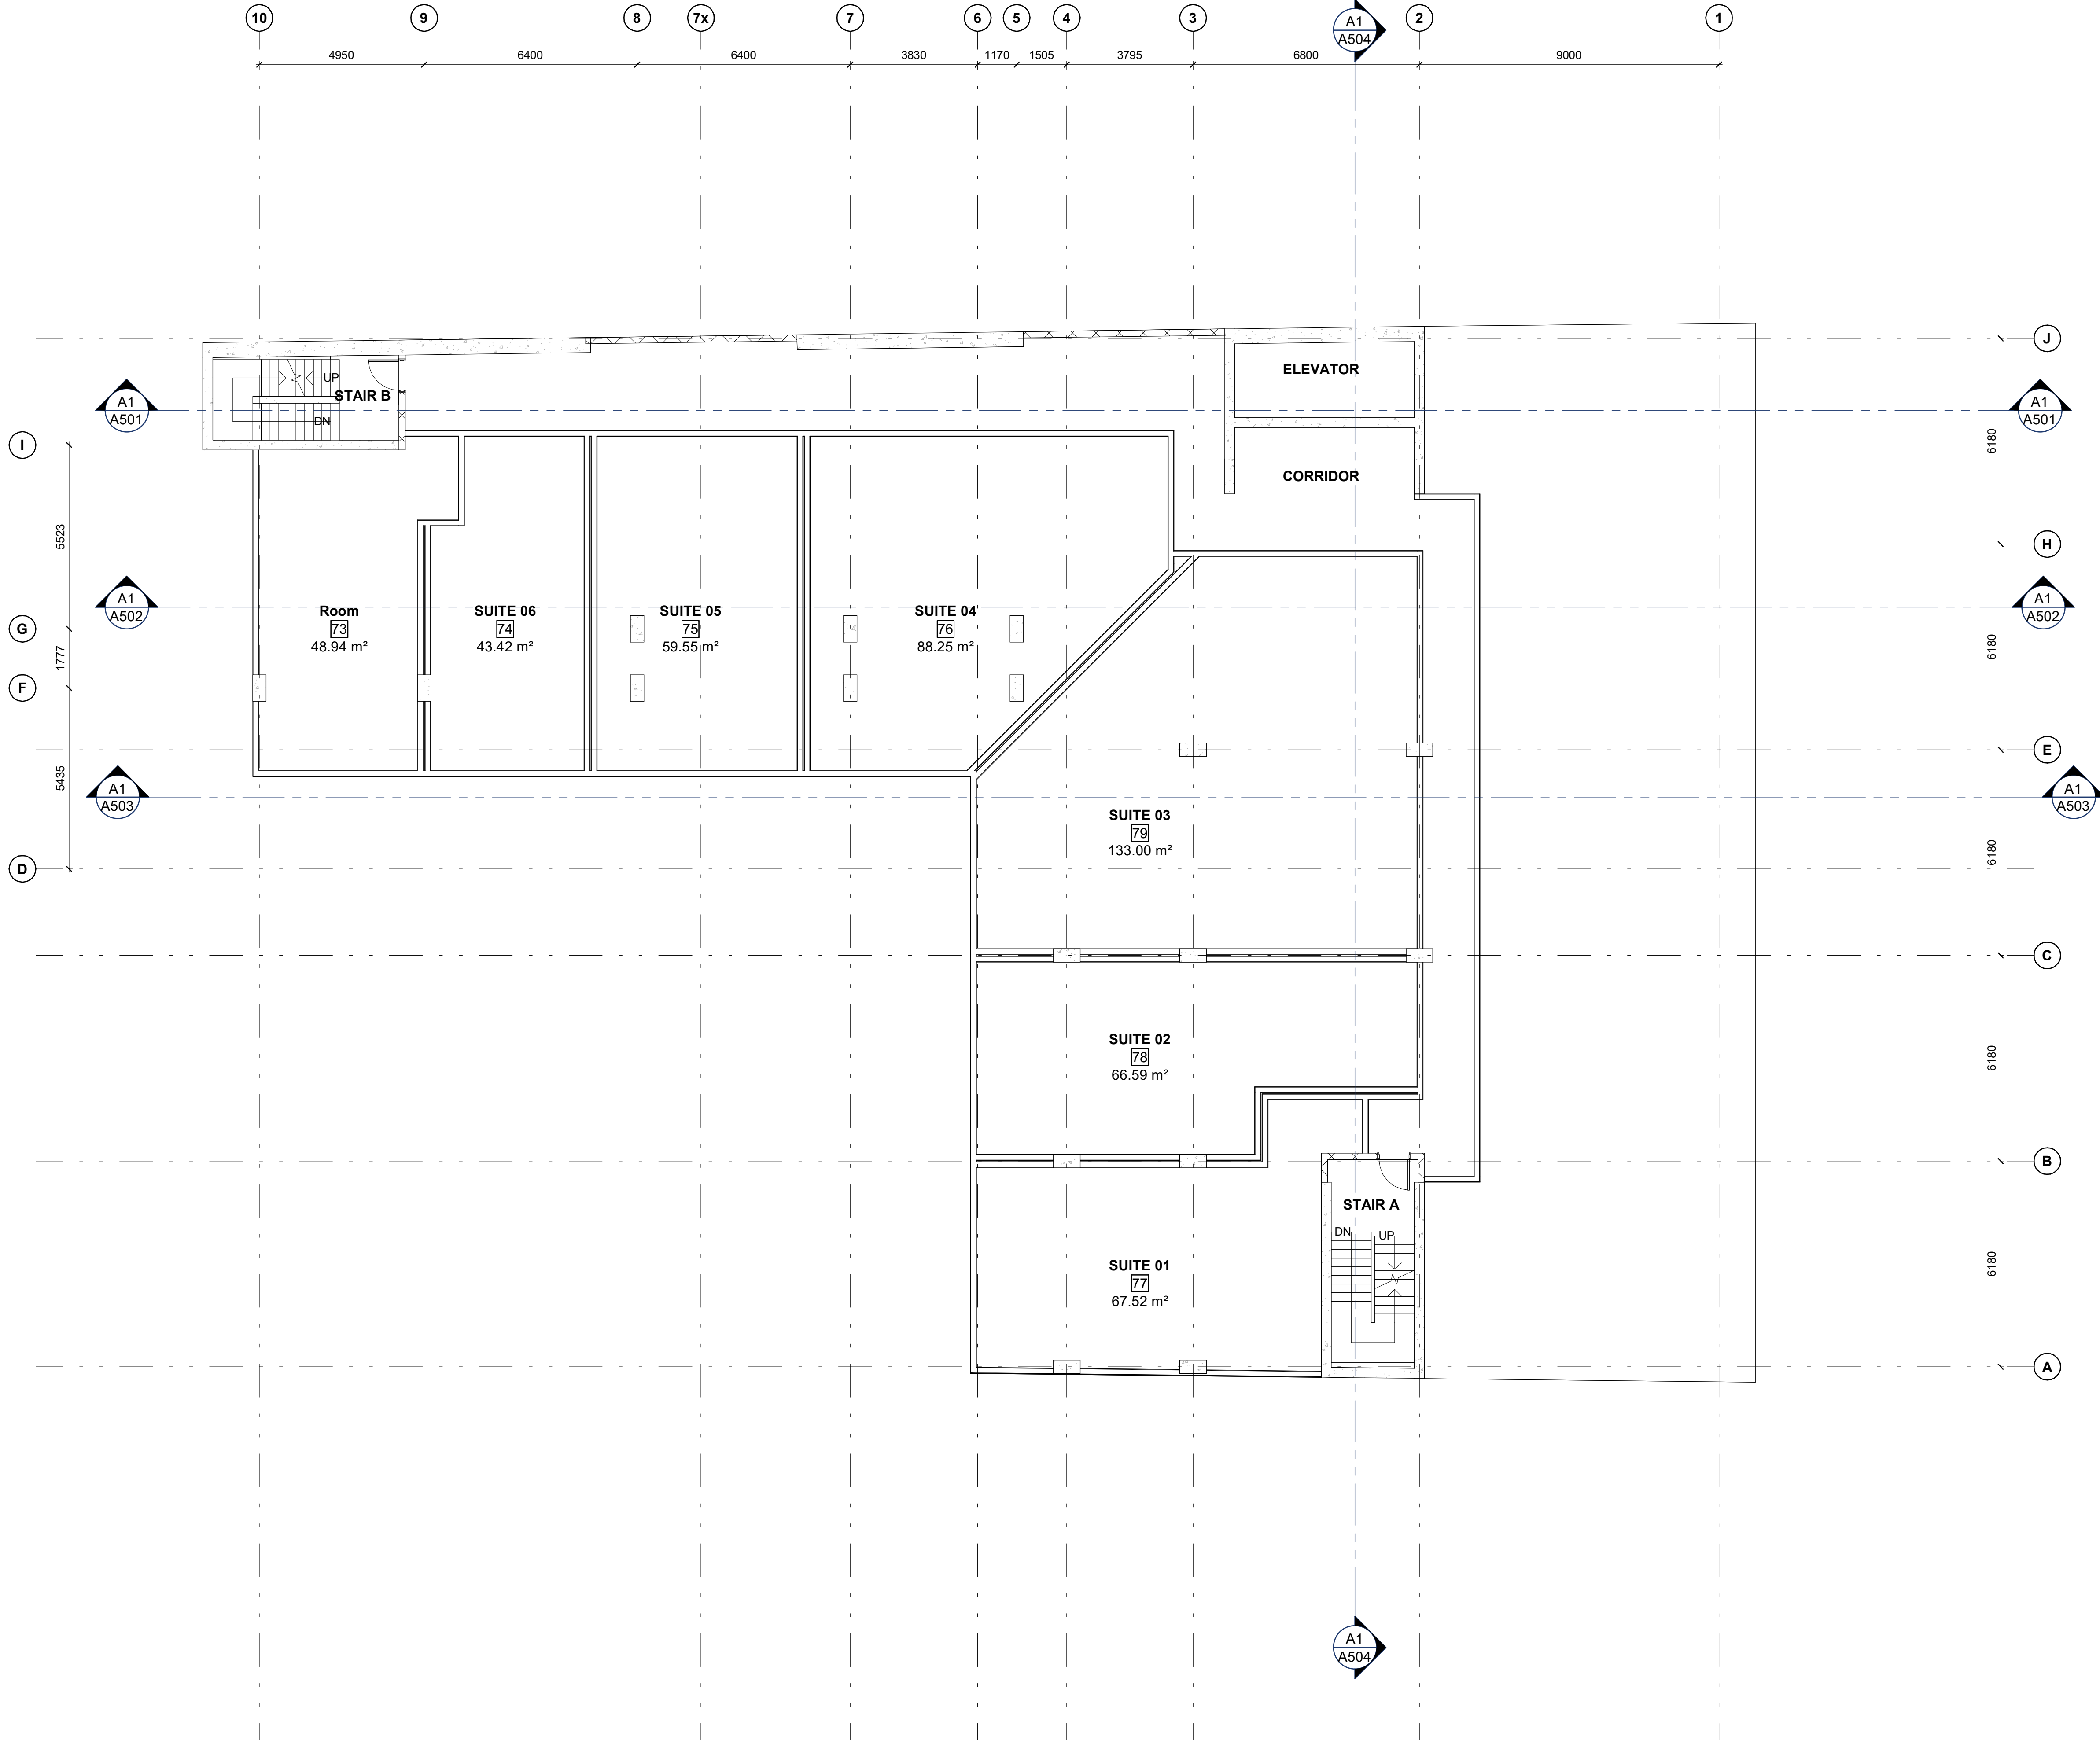 10 9 8 7x 7 6 5 4 3 2 1
A1
A504
4950 6400 6400 3830 1170 1505 3795 6800 9000
J
ELEVATOR
UP
STAIR B
A1
A501
A1
A501
DN
I
6180
CORRIDOR
5523
H
Room
73
48.94 m²
SUITE 06
74
43.42 m²
SUITE 05
75
59.55 m²
SUITE 04
76
88.25 m²
A1
A502
A1
A502
G
1777
6180
F
E
5435
A1
A503
A1
A503
SUITE 03
79
133.00 m²
6180
D
C
SUITE 02
78
66.59 m²
6180
B
STAIR A
DN UP
SUITE 01
77
67.52 m²
6180
A
A1
A504